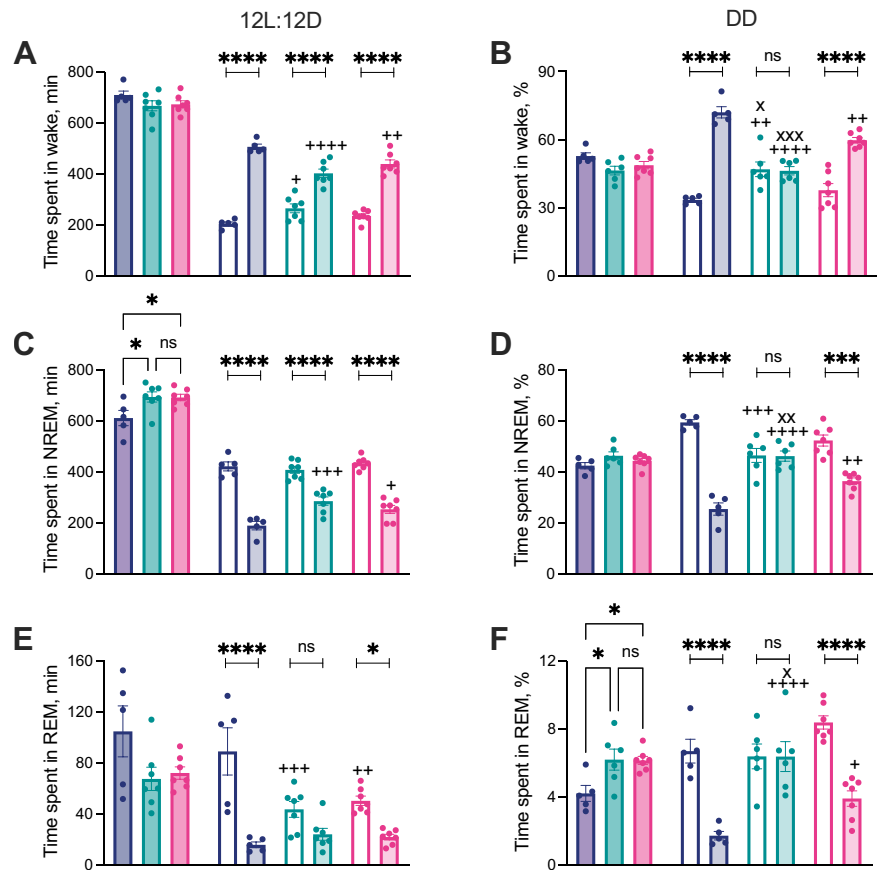 12L:12D
DD
A
**** **** ****
Time spent in wake, min
800
600
400
200
0
+ ++++ ++
B
**** ns ****
Time spent in wake, %
90
60
30
0
x xxx
++ ++++ ++
C
*
* ns
**** **** ****
Time spent in NREM, min
800
600
400
200
0
+++ +
D
**** ns ***
Time spent in NREM, %
80
60
40
20
0
xx
+++ ++++ ++
E
**** ns *
Time spent in REM, min
160
120
80
40
0
+++ ++
F
*
* ns
**** ns ****
Time spent in REM, %
12
8
4
0
x
++++ +